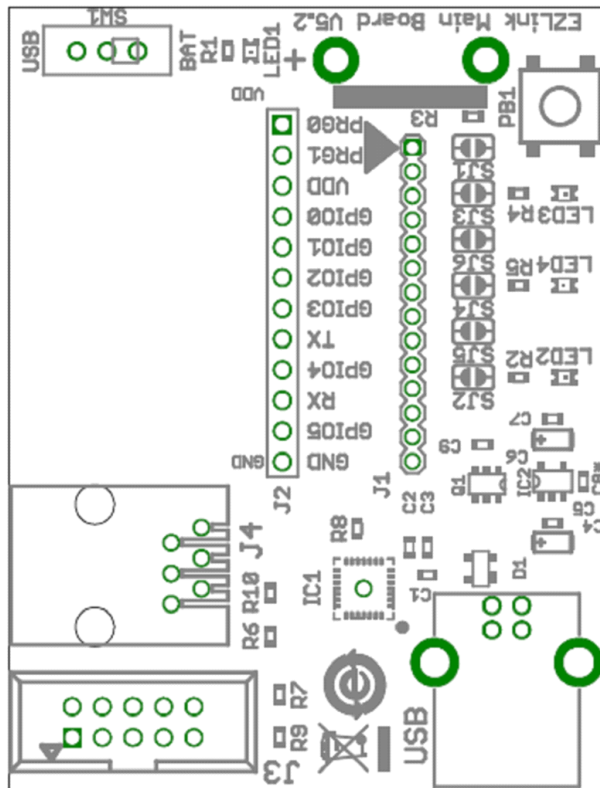 SW1
EZLink Main Board V5.2
USB
BAT
R1
LED1
+
VDD
PB1
R3
PRG0
PRG1
VDD
GPIO0
GPIO1
GPIO2
GPIO3
TX
GPIO4
RX
GPIO5
GND
GND
SJ1
SJ3
R4
LED3
SJ6
R5
LED4
SJ4
SJ5
R2
LED2
SJ2
C7
C9
C6
J2
J1
Q1
IC2
C5
C4
C2
C3
R8
J4
IC1
R10
C1
D1
R6
R7
R9
J3
USB